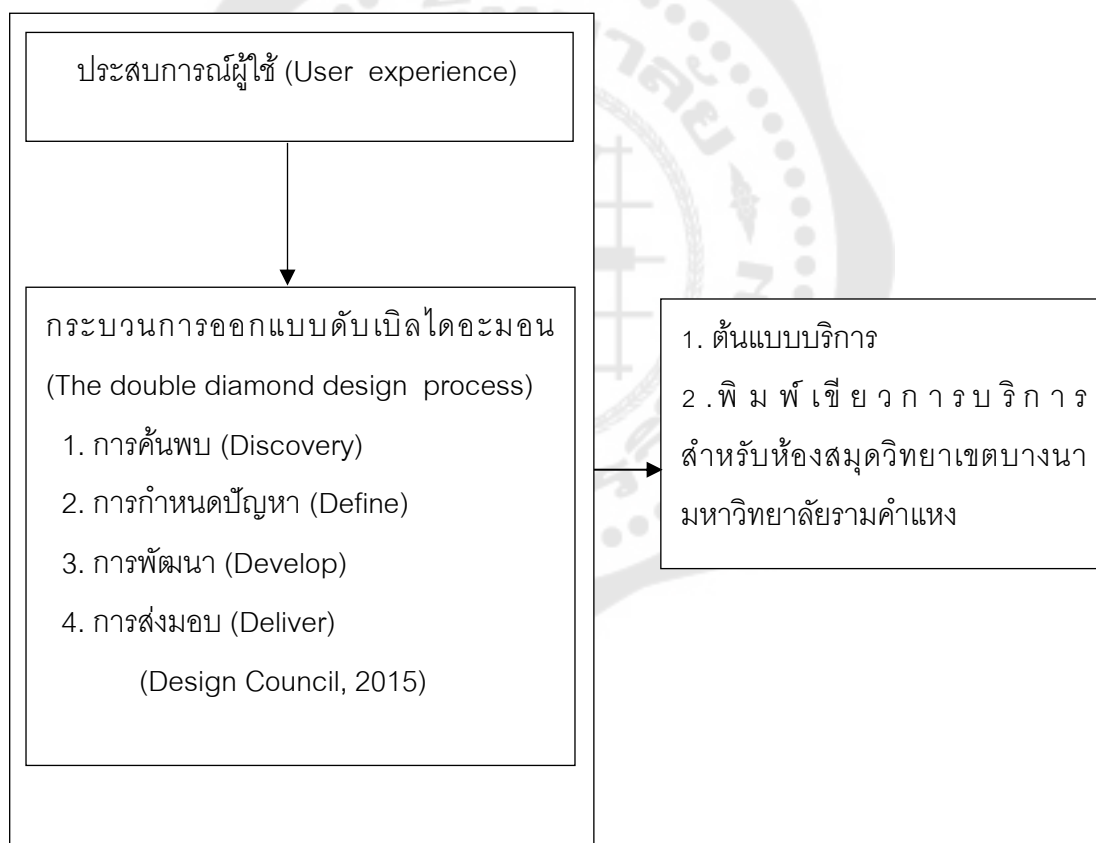 ประสบการณ์ผู้ใช้ (User experience)
กระบวนการออกแบบดับเบิลไดอะมอน
(The double diamond design process)
1. การค้นพบ (Discovery)
2. การกำหนดปัญหา (Define)
3. การพัฒนา (Develop)
4. การส่งมอบ (Deliver)
(Design Council, 2015)
1. ต้นแบบบริการ
2.พิมพ์เขียวการบริการ
สำหรับห้องสมุดวิทยาเขตบางนา
มหาวิทยาลัยรามคำแหง